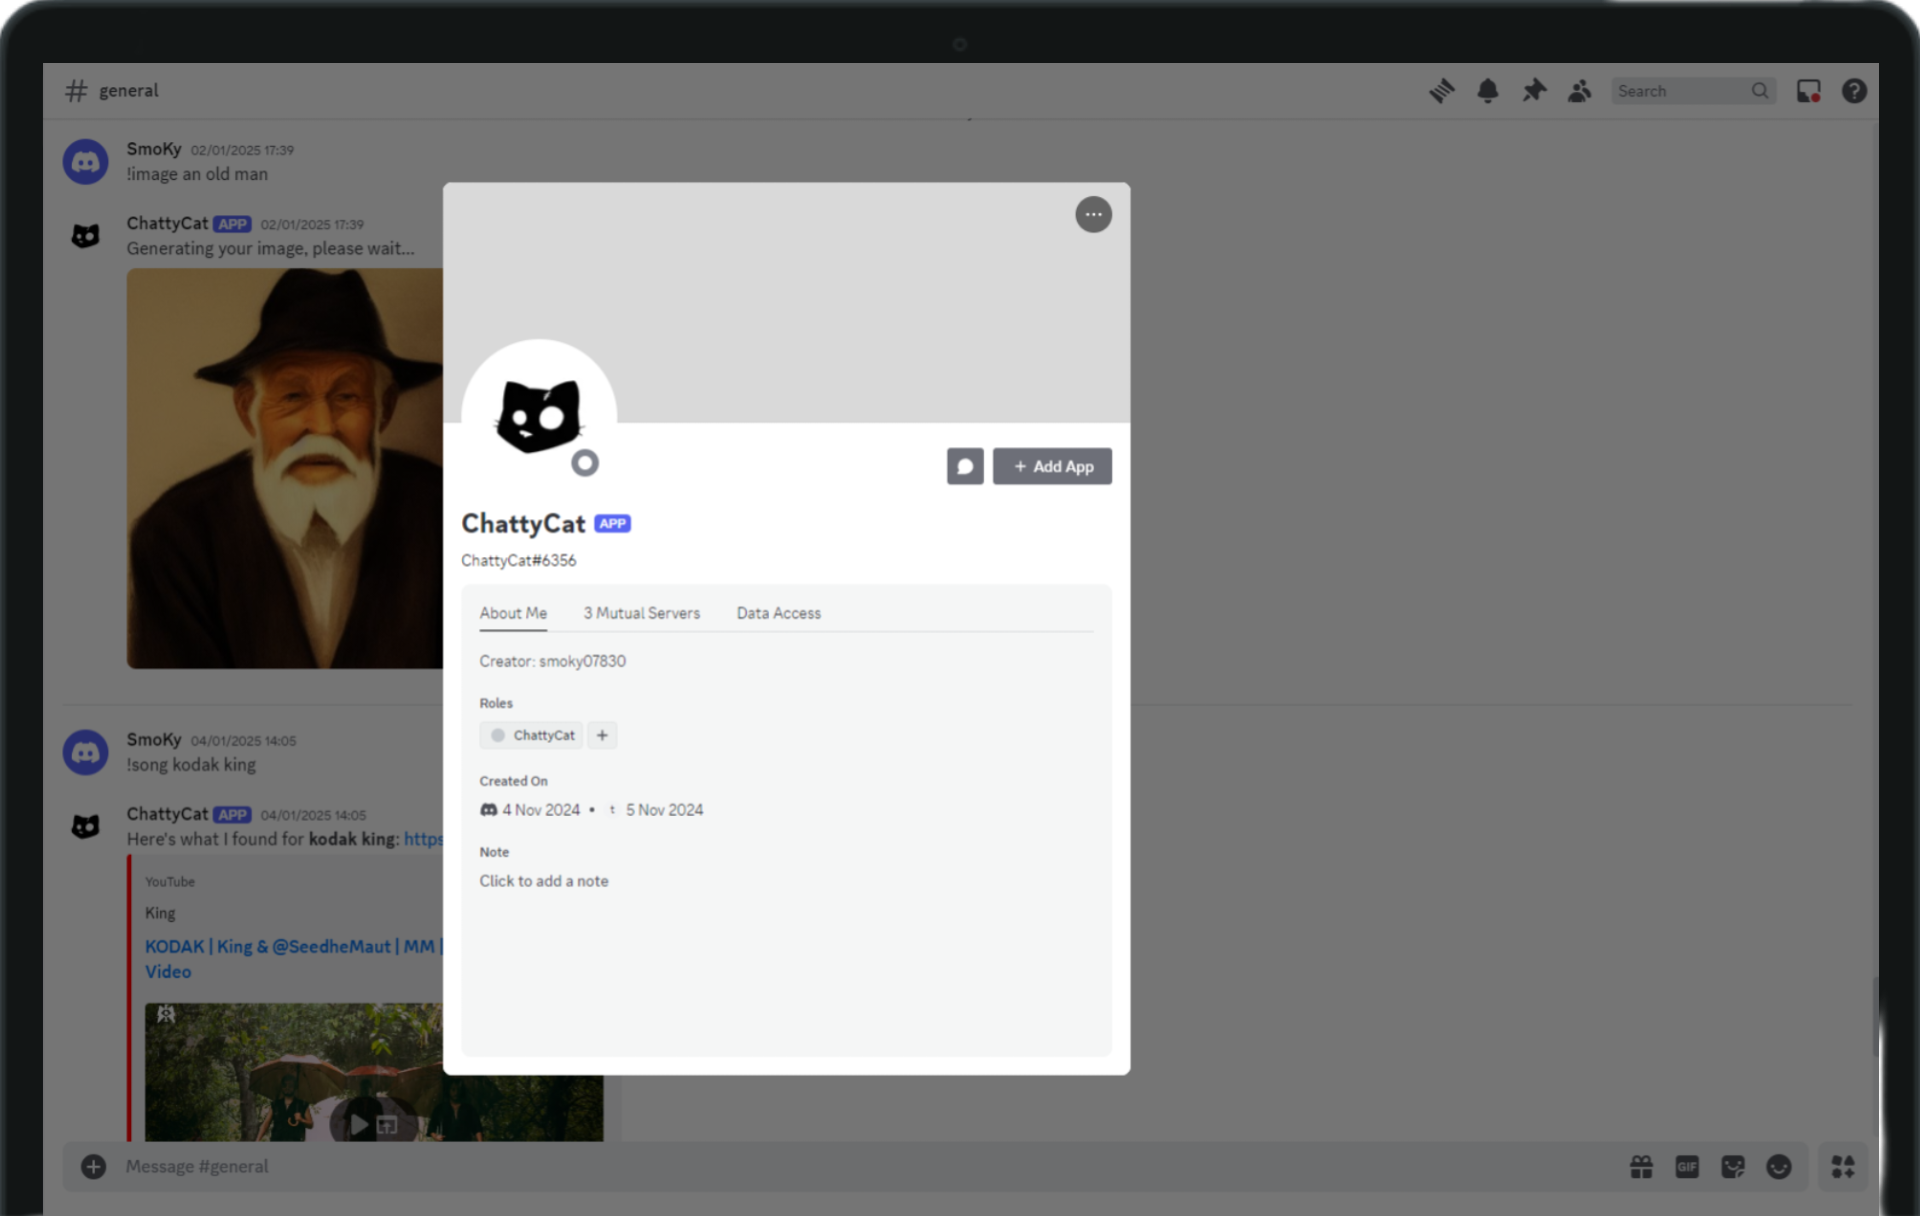 general
Search
SmoKy 02/01/2025 17:39
!image an old man
ChattyCat APP 02/01/2025 17:39
Generating your image, please wait...
SmoKy 04/01/2025 14:05
!song kodak king
ChattyCat APP 04/01/2025 14:05
Here's what I found for kodak king: https
YouTube
King
KODAK | King & @SeedheMaut | MM |
Video
Message #general
GIF
+ Add App
ChattyCat APP
ChattyCat#6356
About Me 3 Mutual Servers Data Access
Creator: smoky07830
Roles
ChattyCat +
Created On
4 Nov 2024 • t 5 Nov 2024
Note
Click to add a note